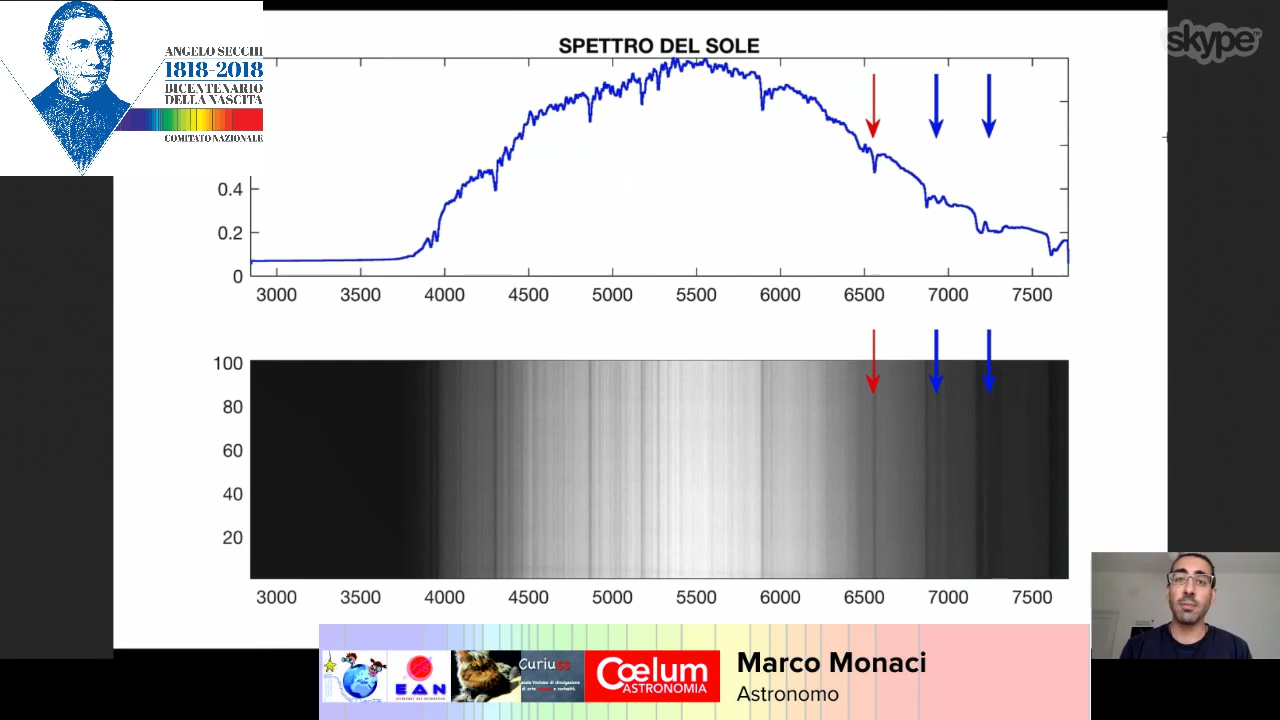 ANGELO SECCHI
1818-2018
BICENTENARIO
DELLA NASCITA
COMITATO NAZIONALE
skype™
SPETTRO DEL SOLE
0.4
0.2
0
3000 3500 4000 4500 5000 5500 6000 6500 7000 7500
100
80
60
40
20
3000 3500 4000 4500 5000 5500 6000 6500 7000 7500
EAN
Curiuss
Coelum
ASTRONOMIA
Marco Monaci
Astronomo